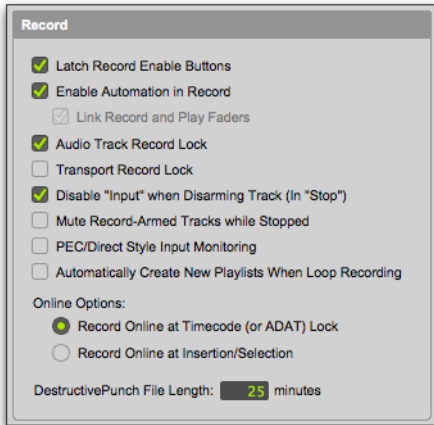 Record
Latch Record Enable Buttons
Enable Automation in Record
Link Record and Play Faders
Audio Track Record Lock
Transport Record Lock
Disable "Input" when Disarming Track (In "Stop")
Mute Record-Armed Tracks while Stopped
PEC/Direct Style Input Monitoring
Automatically Create New Playlists When Loop Recording
Online Options:
Record Online at Timecode (or ADAT) Lock
Record Online at Insertion/Selection
DestructivePunch File Length: 25 minutes